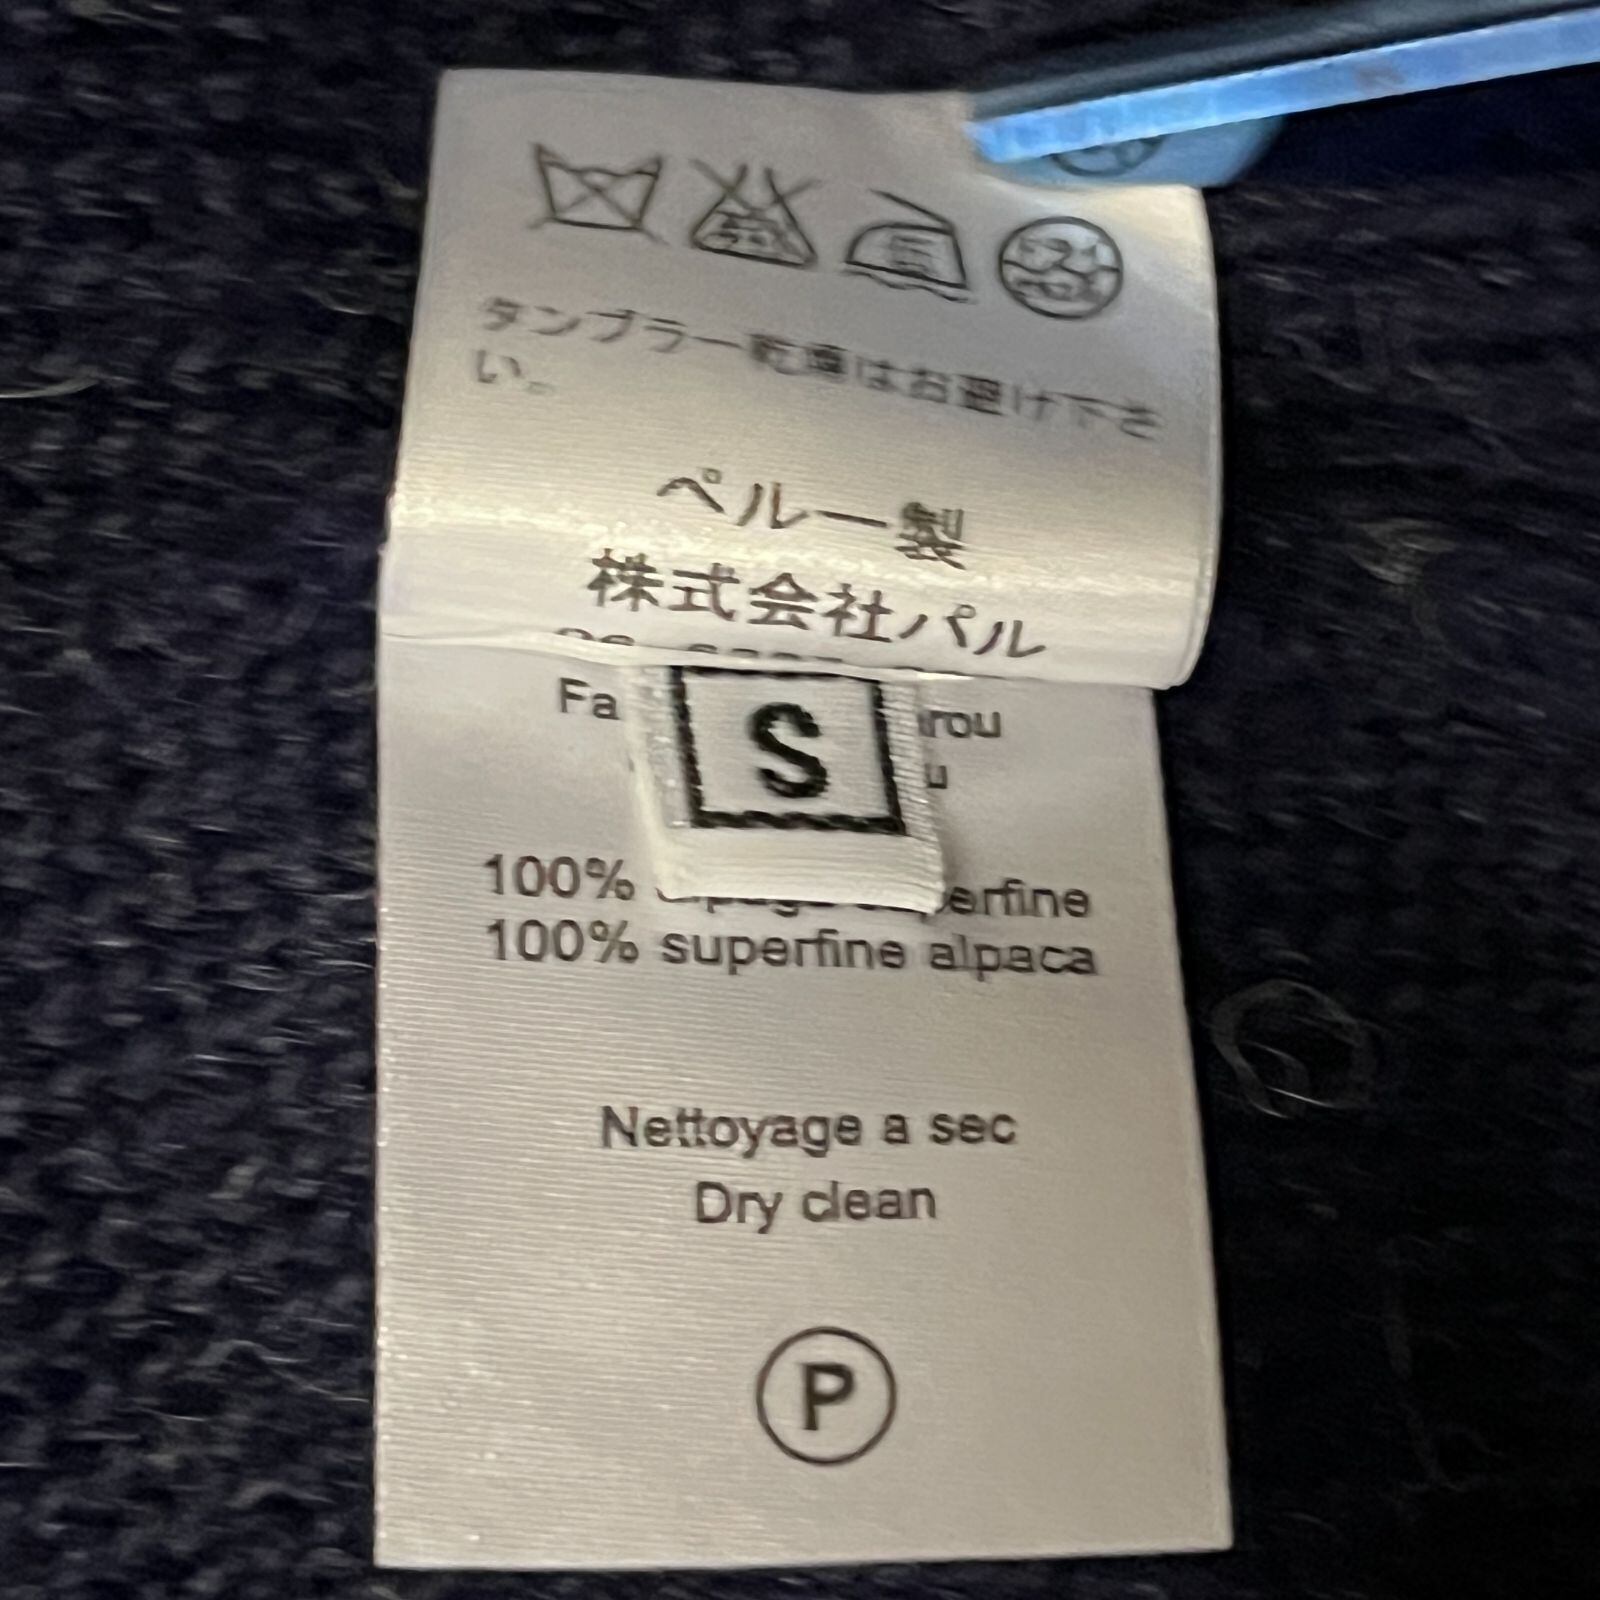 タンブラー乾燥はお避け下さ
い。
ペルー製
株式会社パル
S
100%
100% superfine alpaca
Nettoyage a sec
Dry clean
P